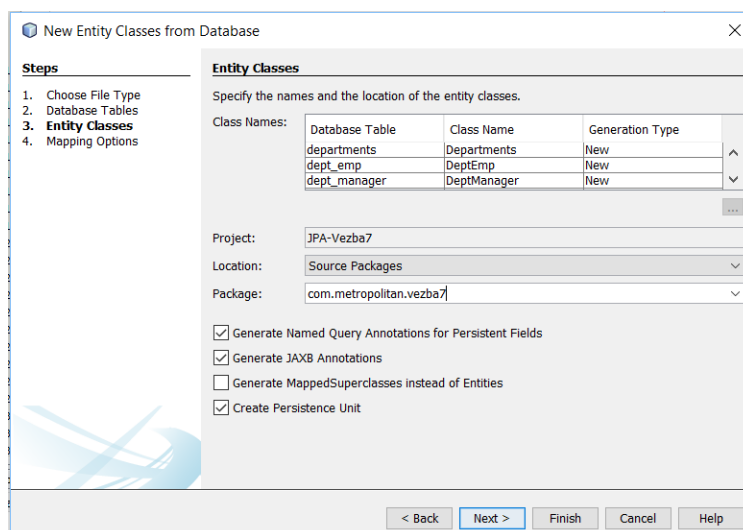 New Entity Classes from Database
Steps
1. Choose File Type
2. Database Tables
3. Entity Classes
4. Mapping Options
Entity Classes
Specify the names and the location of the entity classes.
Class Names:
Database Table Class Name Generation Type
departments Departments New
dept_emp DeptEmp New
dept_manager DeptManager New
...
Project: JPA-Vezba7
Location: Source Packages
Package: com.metropolitan.vezba7
Generate Named Query Annotations for Persistent Fields
Generate JAXB Annotations
Generate MappedSuperclasses instead of Entities
Create Persistence Unit
< Back Next > Finish Cancel Help